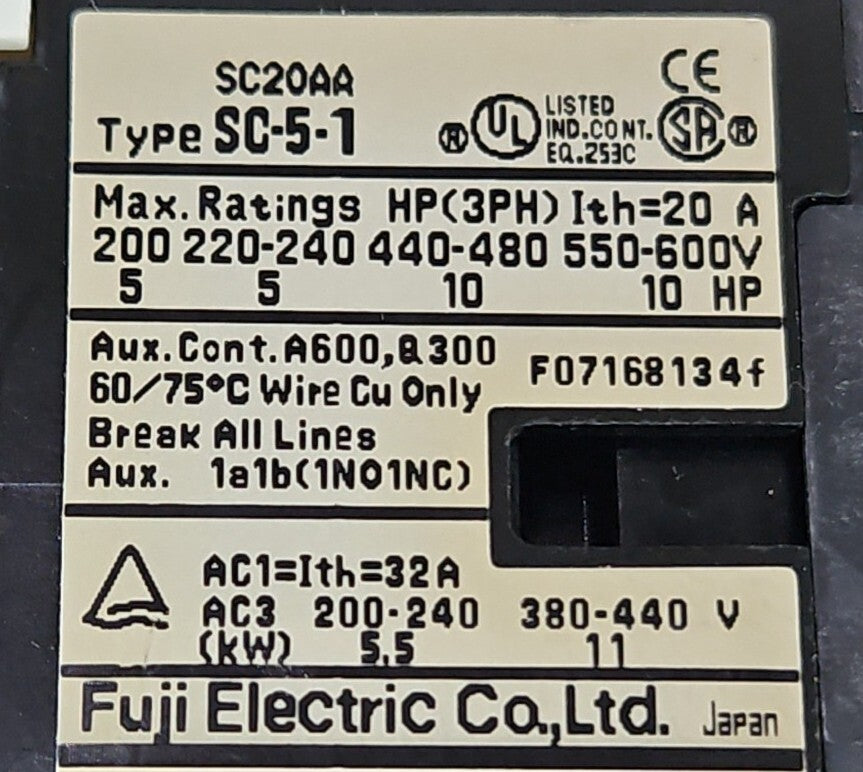 SC20AA
CE
Type SC-5-1
UL
LISTED
IND.CONT.
EQ.253C
SA
Max.Ratings HP(3PH) Ith=20 A
200 220-240 440-480 550-600V
5 5 10 10 HP
Aux.Cont.A600,Q300
F07168134f
60/75°C Wire Cu Only
Break All Lines
Aux. 1a1b(1NO1NC)
AC1=Ith=32A
AC3 200-240 380-440 V
(kW) 5.5 11
Fuji Electric Co.,Ltd. Japan